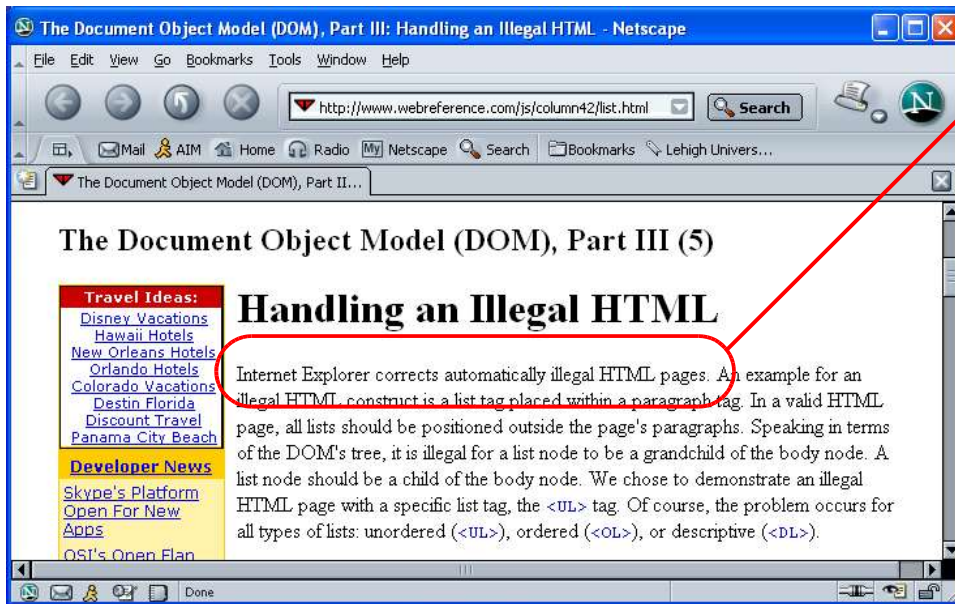 The Document Object Model (DOM), Part III: Handling an Illegal HTML - Netscape
File Edit View Go Bookmarks Tools Window Help
http://www.webreference.com/js/column42/list.html Search
N
Mail AIM Home Radio My Netscape Search Bookmarks Lehigh Univers...
The Document Object Model (DOM), Part II...
The Document Object Model (DOM), Part III (5)
Travel Ideas:
Disney Vacations
Hawaii Hotels
New Orleans Hotels
Orlando Hotels
Colorado Vacations
Destin Florida
Discount Travel
Panama City Beach
Developer News
Skype's Platform
Open For New
Apps
OSI's Open Flap
Handling an Illegal HTML
Internet Explorer corrects automatically illegal HTML pages. An example for an
illegal HTML construct is a list tag placed within a paragraph tag. In a valid HTML
page, all lists should be positioned outside the page's paragraphs. Speaking in terms
of the DOM's tree, it is illegal for a list node to be a grandchild of the body node. A
list node should be a child of the body node. We chose to demonstrate an illegal
HTML page with a specific list tag, the <UL> tag. Of course, the problem occurs for
all types of lists: unordered (<UL>), ordered (<OL>), or descriptive (<DL>).
Done